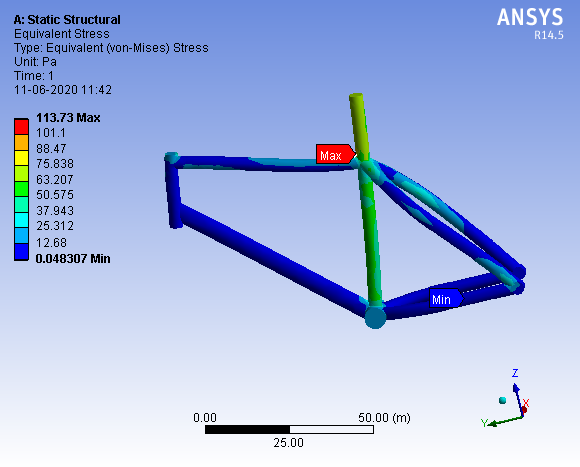 A: Static Structural
Equivalent Stress
Type: Equivalent (von-Mises) Stress
Unit: Pa
Time: 1
11-06-2020 11:42
ANSYS
R14.5
113.73 Max
101.1
88.47
75.838
63.207
50.575
37.943
25.312
12.68
0.048307 Min
Max
Min
0.00 50.00 (m)
25.00
Z
X
Y